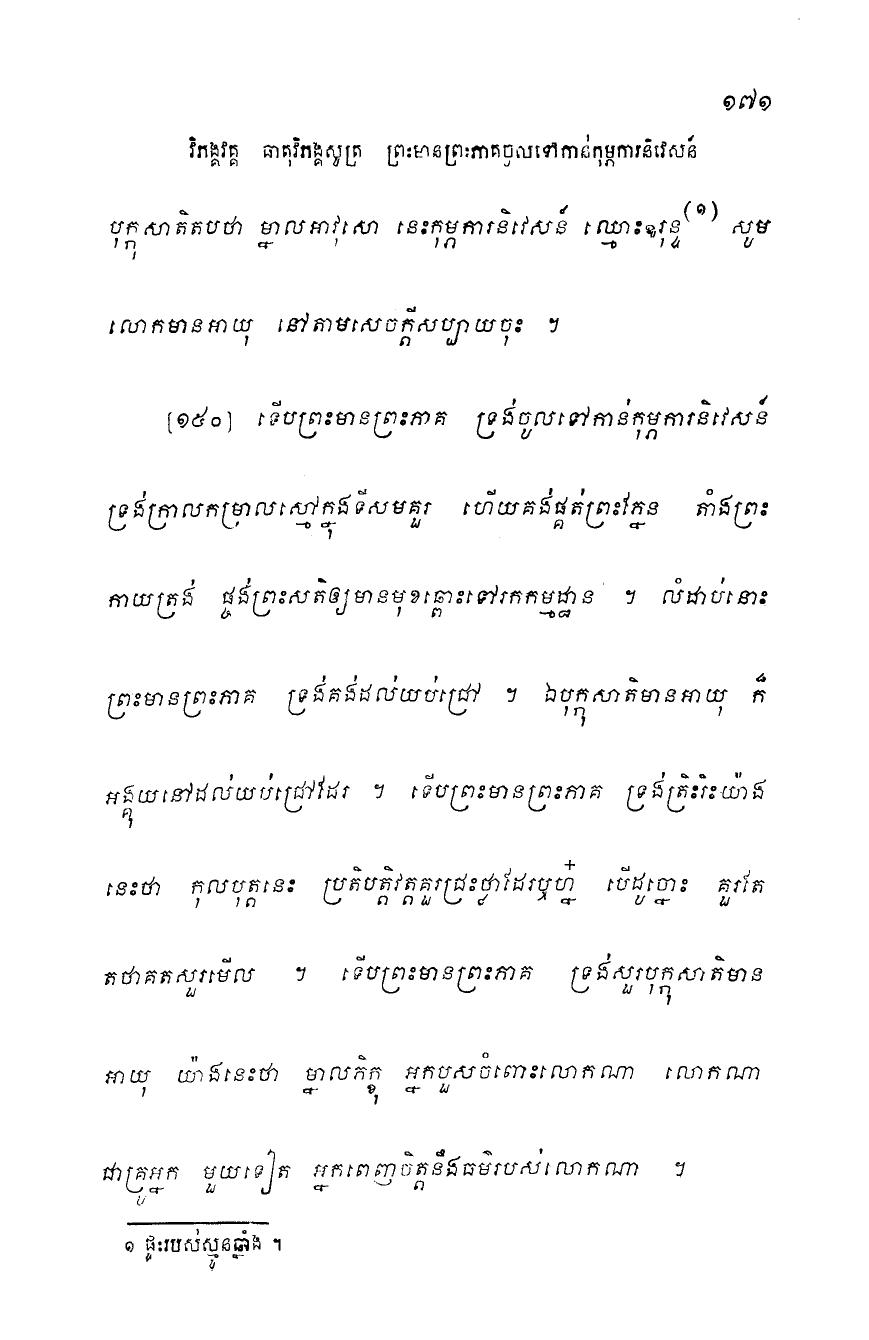 ១៧១
វិភង្គវគ្គ ធាតុវិភង្គសូត្រ ព្រះមានព្រះភាគចូលទៅកាន់កុម្ភការនិវេសន៍
បុក្កុសាតិតបថា ម្នាលអាវុសោ នេះកុម្ភការនិវេសន៍ ឈ្មោះឩរុន្ទ(១) សូម
លោកមានអាយុ នៅតាមសេចក្តីសប្បាយចុះ ។
[១៥០] ទើបព្រះមានព្រះភាគ ទ្រង់ចូលទៅកាន់កុម្ភការនិវេសន៍
ទ្រង់ក្រាលកម្រាលស្មៅក្នុងទីសមគួរ ហើយគង់ផ្គត់ព្រះភ្នែន តាំងព្រះ
កាយត្រង់ ផ្ចង់ព្រះសតិឲ្យមានមុខឆ្ពោះទៅរកកម្មដ្ឋាន ។ លំដាប់នោះ
ព្រះមានព្រះភាគ ទ្រង់គង់ដល់យប់ជ្រៅ ។ ឯបុក្កុសាតិមានអាយុ ក៏
អង្គុយនៅដល់យប់ជ្រៅដែរ ។ ទើបព្រះមានព្រះភាគ ទ្រង់ត្រិះរិះយ៉ាង
នេះថា កុលបុត្តនេះ ប្រតិបត្តិវត្តគួរជ្រះថ្លាដែរឬហ្ន៎ បើដូច្នោះ គួរតែ
តថាគតសួរមើល ។ ទើបព្រះមានព្រះភាគ ទ្រង់សួរបុក្កុសាតិមាន
អាយុ យ៉ាងនេះថា ម្នាលភិក្ខុ អ្នកបួសចំពោះលោកណា លោកណា
ជាគ្រូអ្នក មួយទៀត អ្នកពេញចិត្តនឹងធម៌របស់លោកណា ។
១ ផ្ទះរបស់ស្មូនឆ្នាំង ។